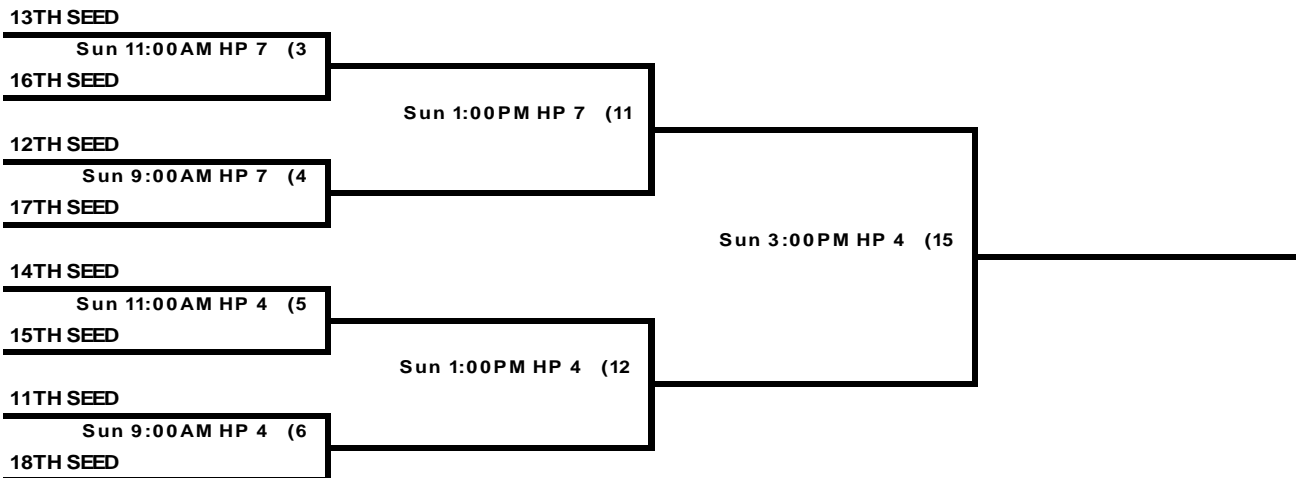 13TH SEED
Sun 11:00AM HP 7 (3
16TH SEED
Sun 1:00PM HP 7 (11
12TH SEED
Sun 9:00AM HP 7 (4
17TH SEED
Sun 3:00PM HP 4 (15
14TH SEED
Sun 11:00AM HP 4 (5
15TH SEED
Sun 1:00PM HP 4 (12
11TH SEED
Sun 9:00AM HP 4 (6
18TH SEED